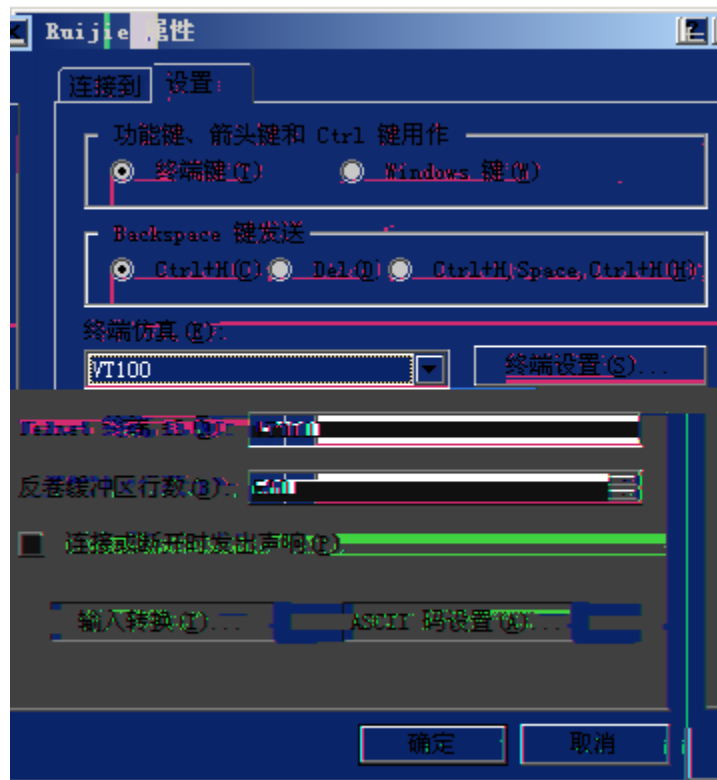 Ruijie 属性
连接到 设置
功能键、箭头键和 Ctrl 键用作
终端键(T) Windows 键(W)
Backspace 键发送
Ctrl+H(C) Del(D) Ctrl+H,Space,Ctrl+H(H)
终端仿真(E):
VT100 终端设置(S)...
Telnet 终端
反卷缓冲区行数(B):
连接或断开时发出声响(P)
输入转换(I)... ASCII 码设置(A)...
确定 取消